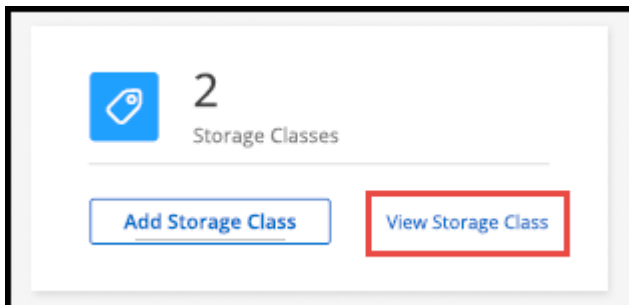 2
Storage Classes
Add Storage Class
View Storage Class